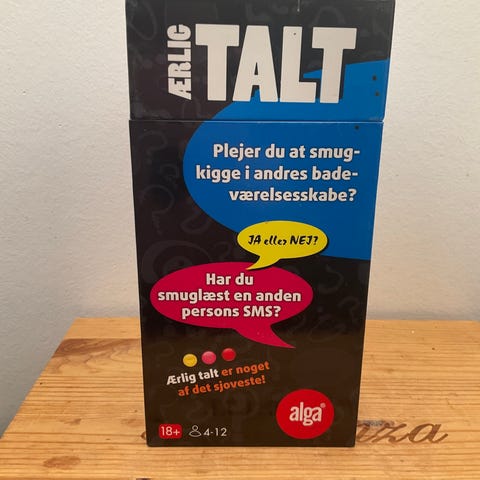 ÆRLIG
TALT
Plejer du at smug-
kigge i andres bade-
værelsesskabe?
JA eller NEJ?
Har du
smuglæst en anden
persons SMS?
Ærlig talt er noget
af det sjoveste!
alga®
18+ 4-12